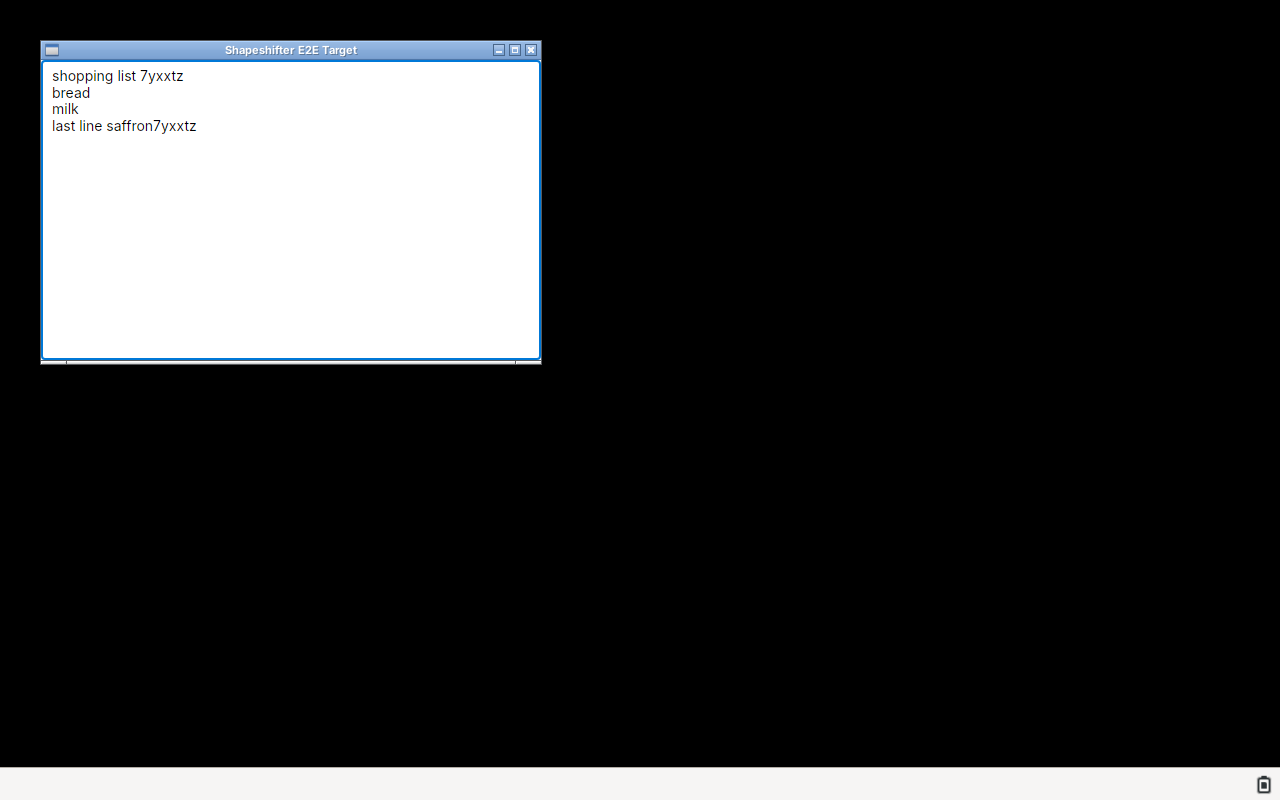 Shapeshifter E2E Target
shopping list 7yxxtz
bread
milk
last line saffron7yxxtz